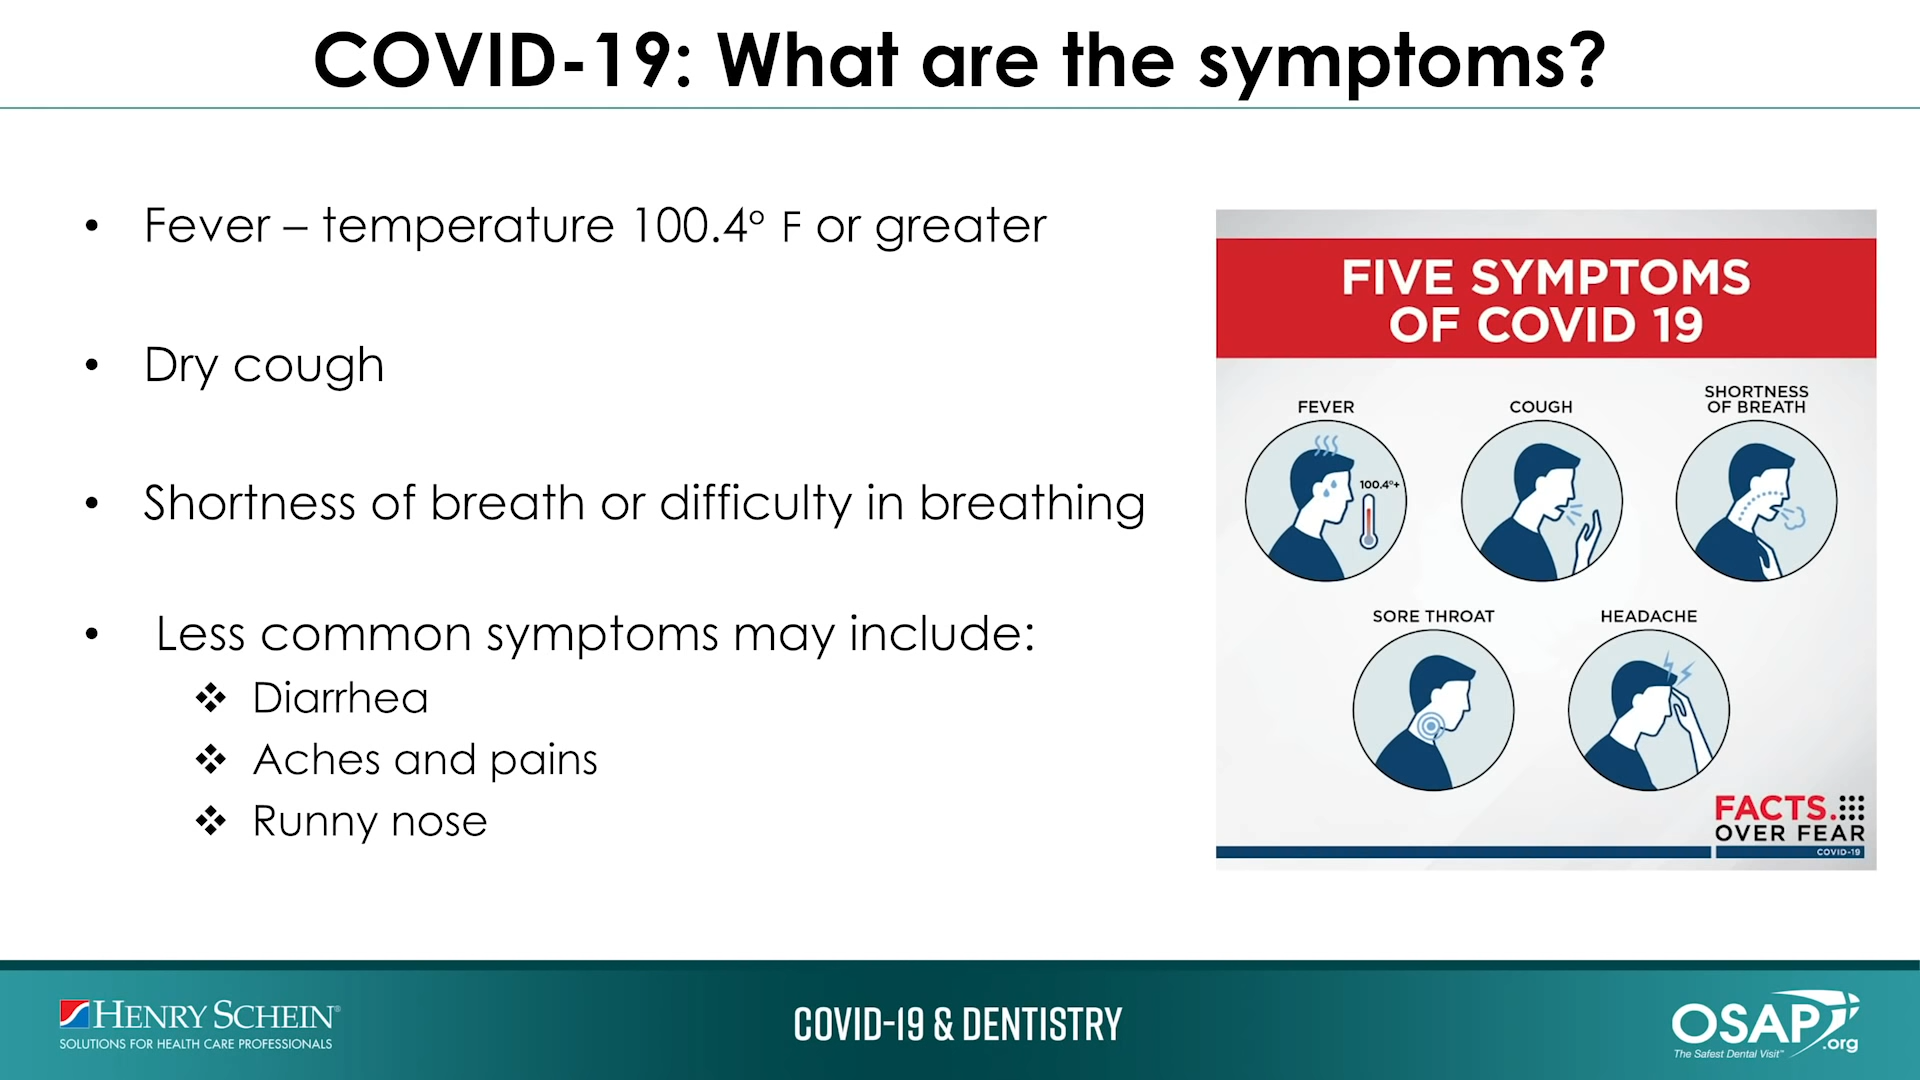 COVID-19: What are the symptoms?
• Fever – temperature 100.4° F or greater
• Dry cough
• Shortness of breath or difficulty in breathing
• Less common symptoms may include:
❖ Diarrhea
❖ Aches and pains
❖ Runny nose
FIVE SYMPTOMS
OF COVID 19
FEVER
100.4°+
COUGH
SHORTNESS
OF BREATH
SORE THROAT
HEADACHE
FACTS.
OVER FEAR
COVID-19
HENRY SCHEIN®
SOLUTIONS FOR HEALTH CARE PROFESSIONALS
COVID-19 & DENTISTRY
OSAP
.org
The Safest Dental Visit™